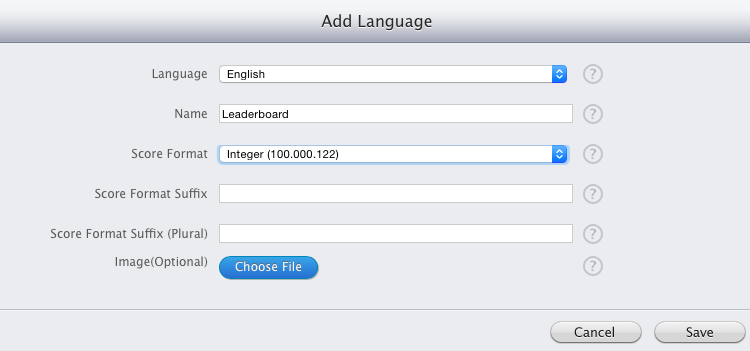 Add Language
Language English ?
Name Leaderboard ?
Score Format Integer (100.000.122) ?
Score Format Suffix ?
Score Format Suffix (Plural) ?
Image(Optional) Choose File ?
Cancel Save